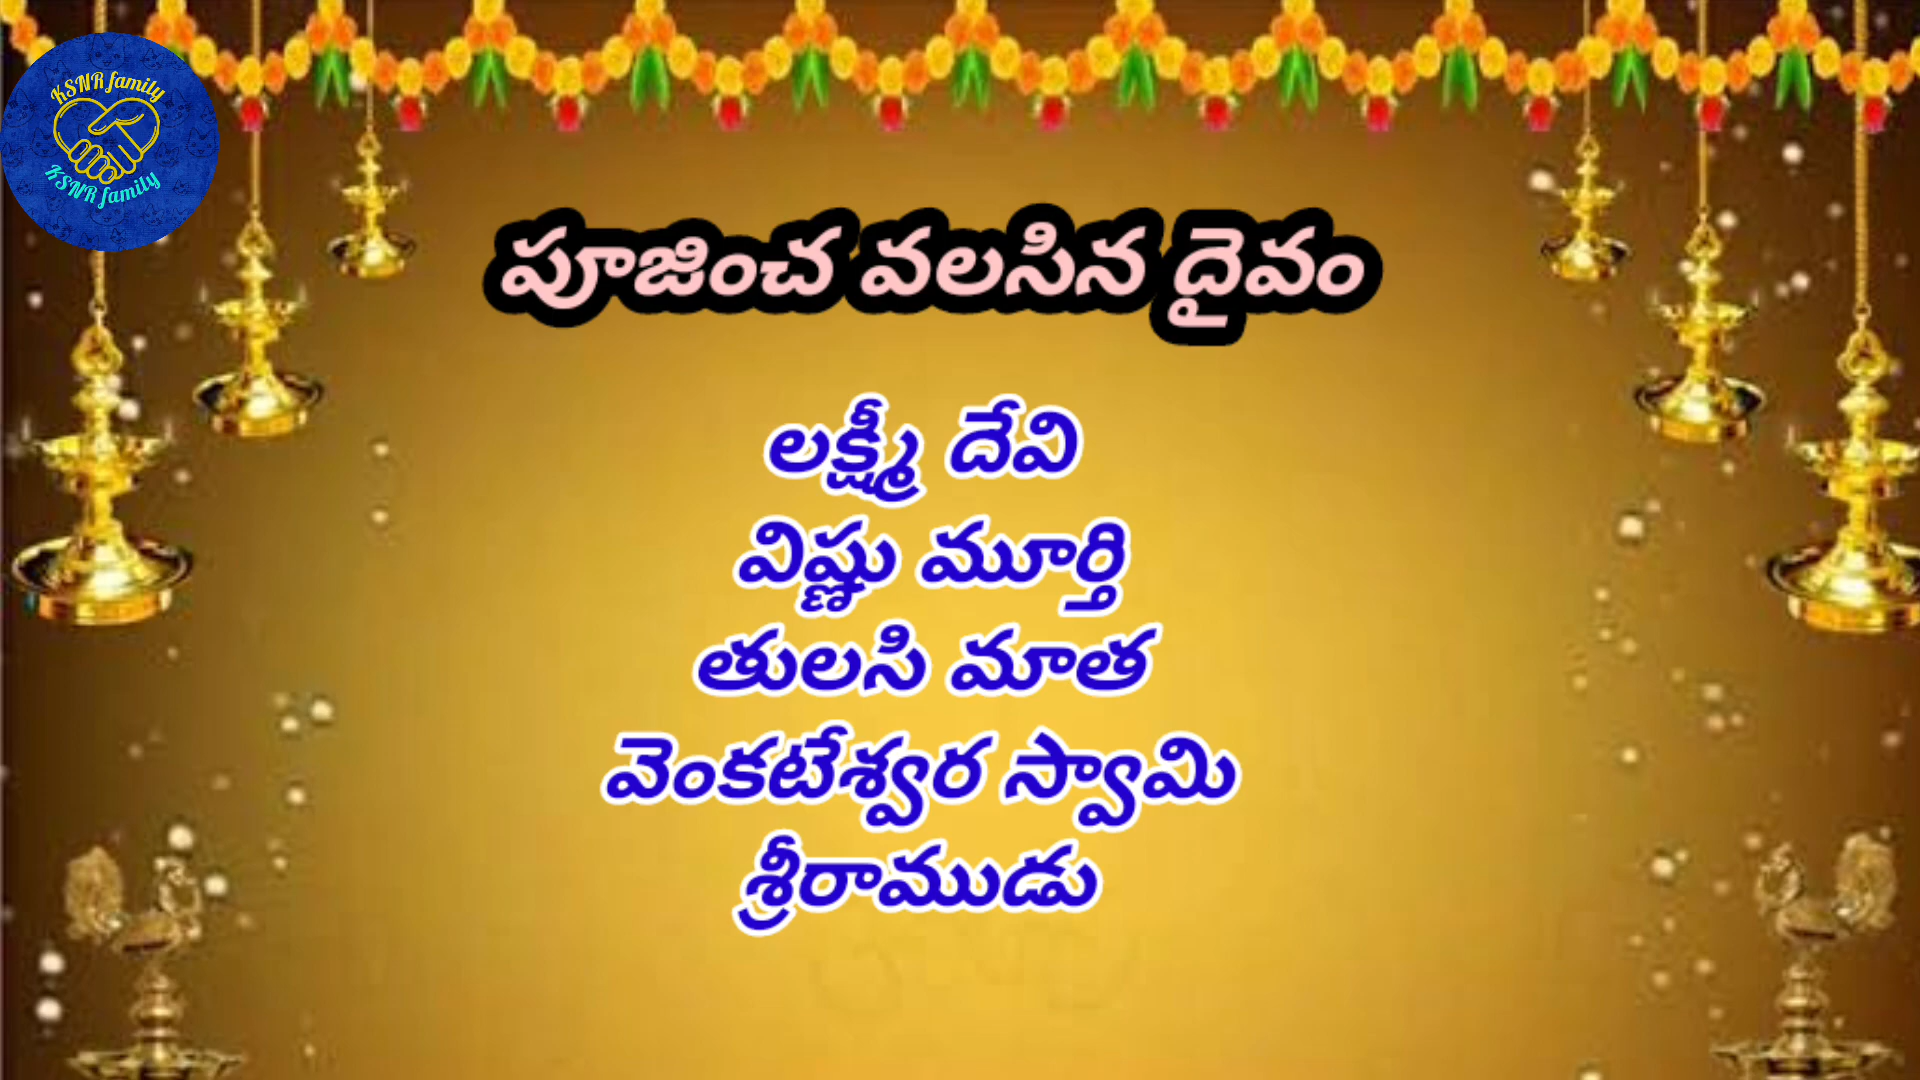 KSNR family
KSNR family
పూజించ వలసిన దైవం
లక్ష్మీ దేవి
విష్ణు మూర్తి
తులసి మాత
వెంకటేశ్వర స్వామి
శ్రీరాముడు